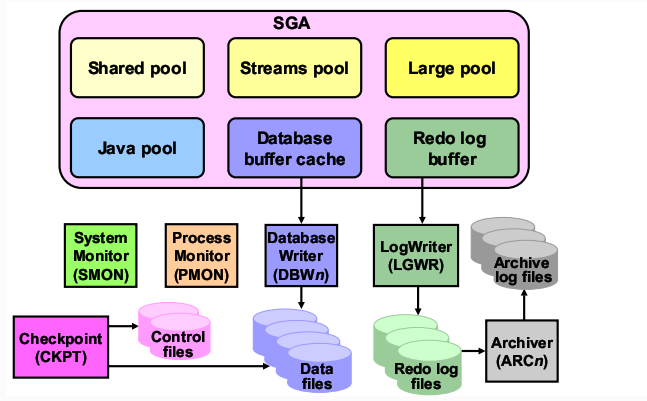 SGA
Shared pool
Streams pool
Large pool
Java pool
Database
buffer cache
Redo log
buffer
System
Monitor
(SMON)
Process
Monitor
(PMON)
Database
Writer
(DBWn)
LogWriter
(LGWR)
Archive
log files
Checkpoint
(CKPT)
Control
files
Data
files
Redo log
files
Archiver
(ARCn)